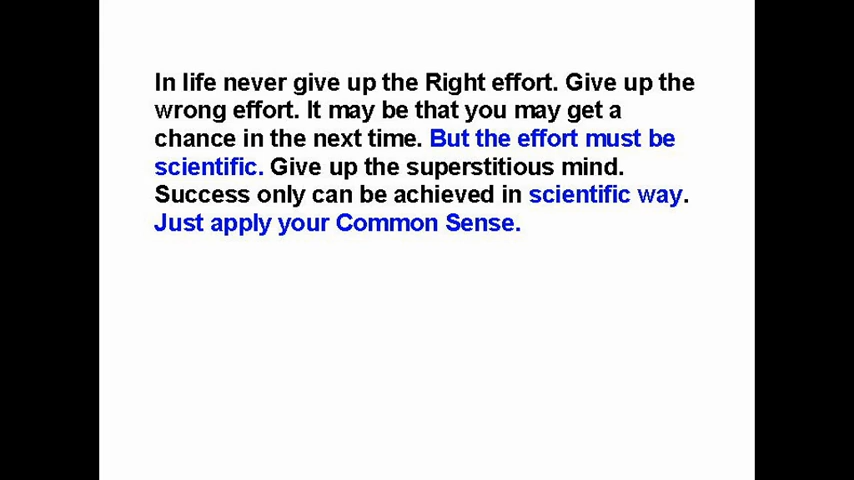 In life never give up the Right effort. Give up the
wrong effort. It may be that you may get a
chance in the next time. But the effort must be
scientific. Give up the superstitious mind.
Success only can be achieved in scientific way.
Just apply your Common Sense.